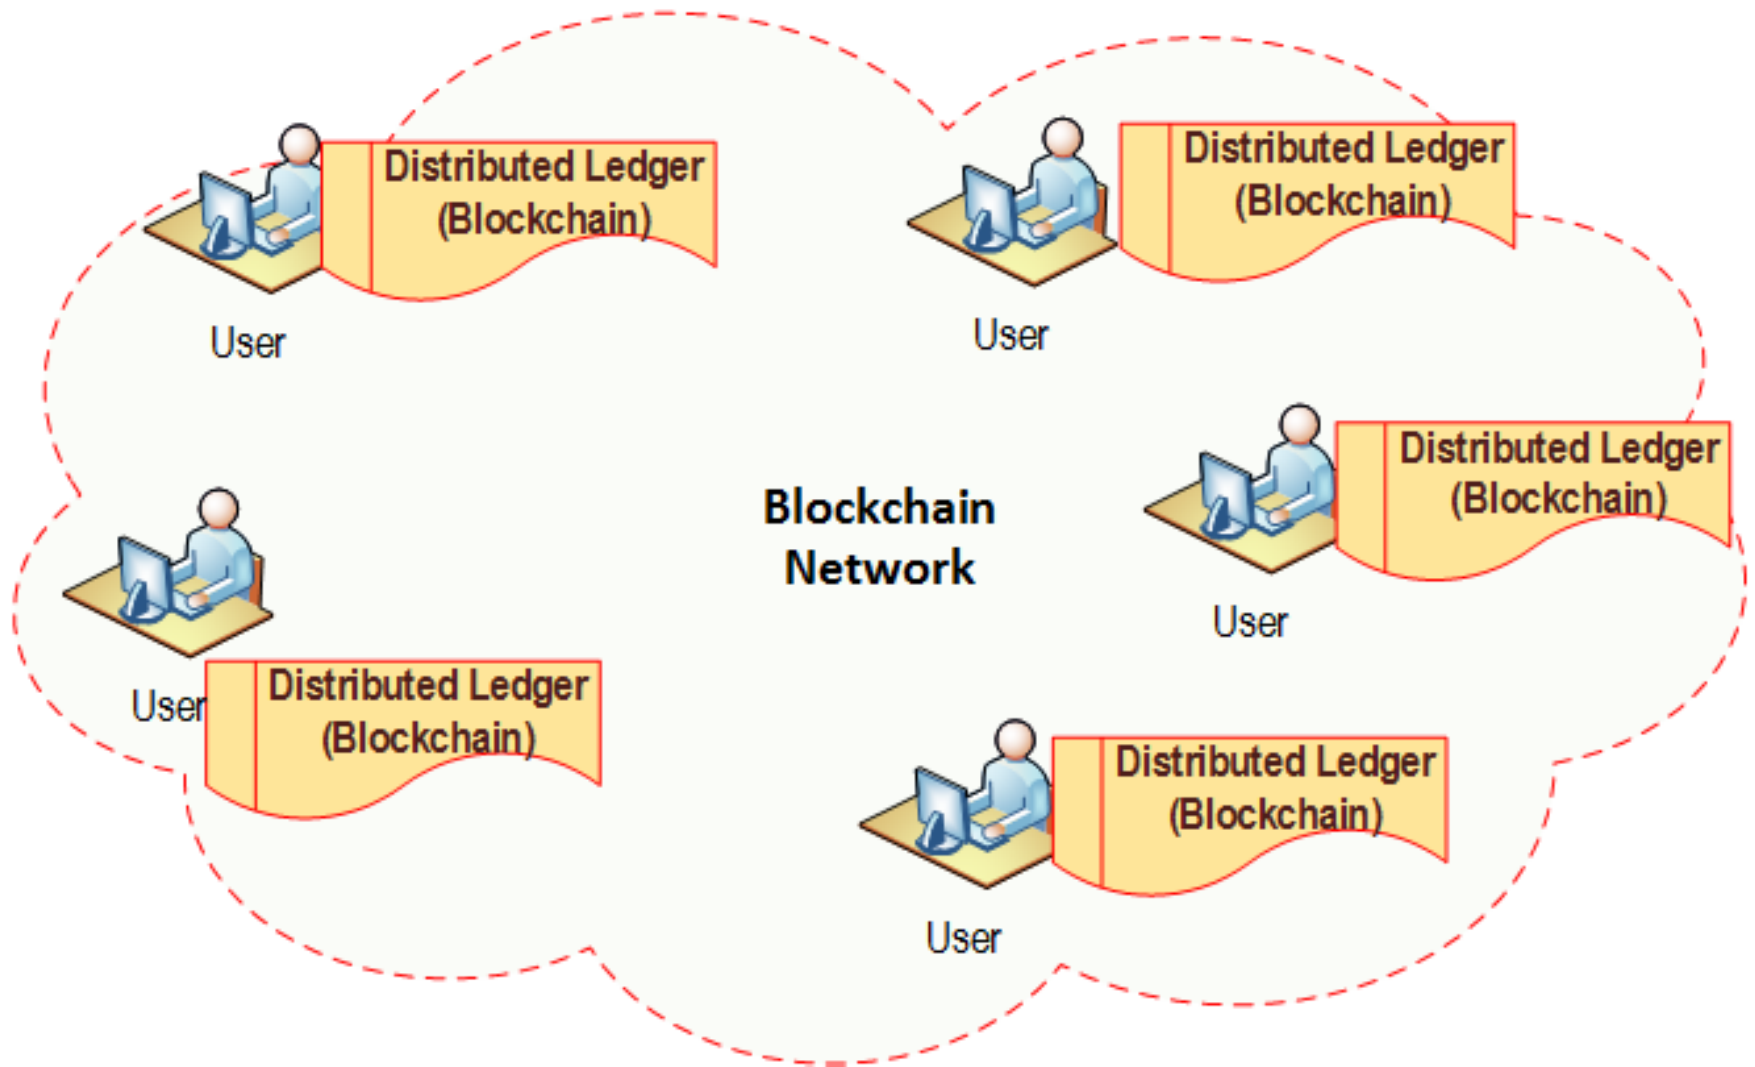 Distributed Ledger
(Blockchain)
User
Distributed Ledger
(Blockchain)
User
Distributed Ledger
(Blockchain)
User
Blockchain
Network
User
Distributed Ledger
(Blockchain)
Distributed Ledger
(Blockchain)
User